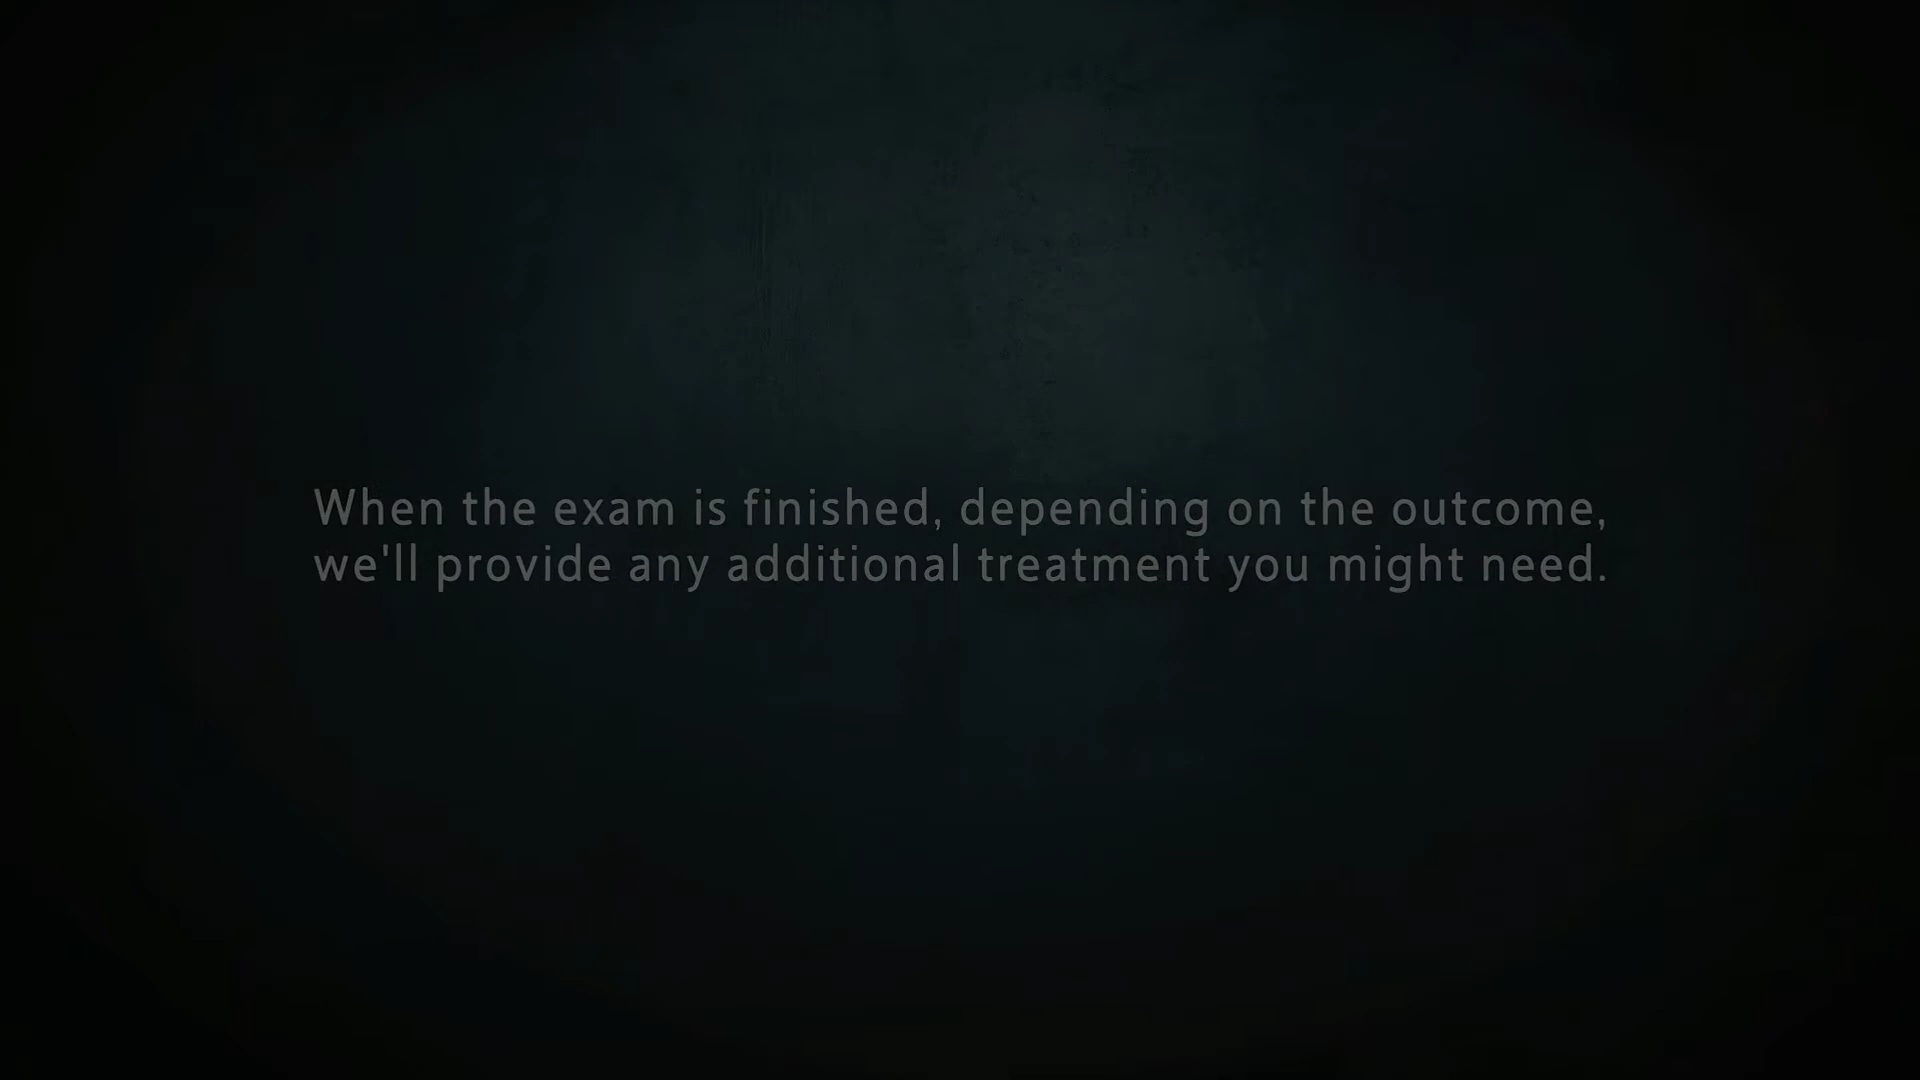 When the exam is finished, depending on the outcome,
we'll provide any additional treatment you might need.